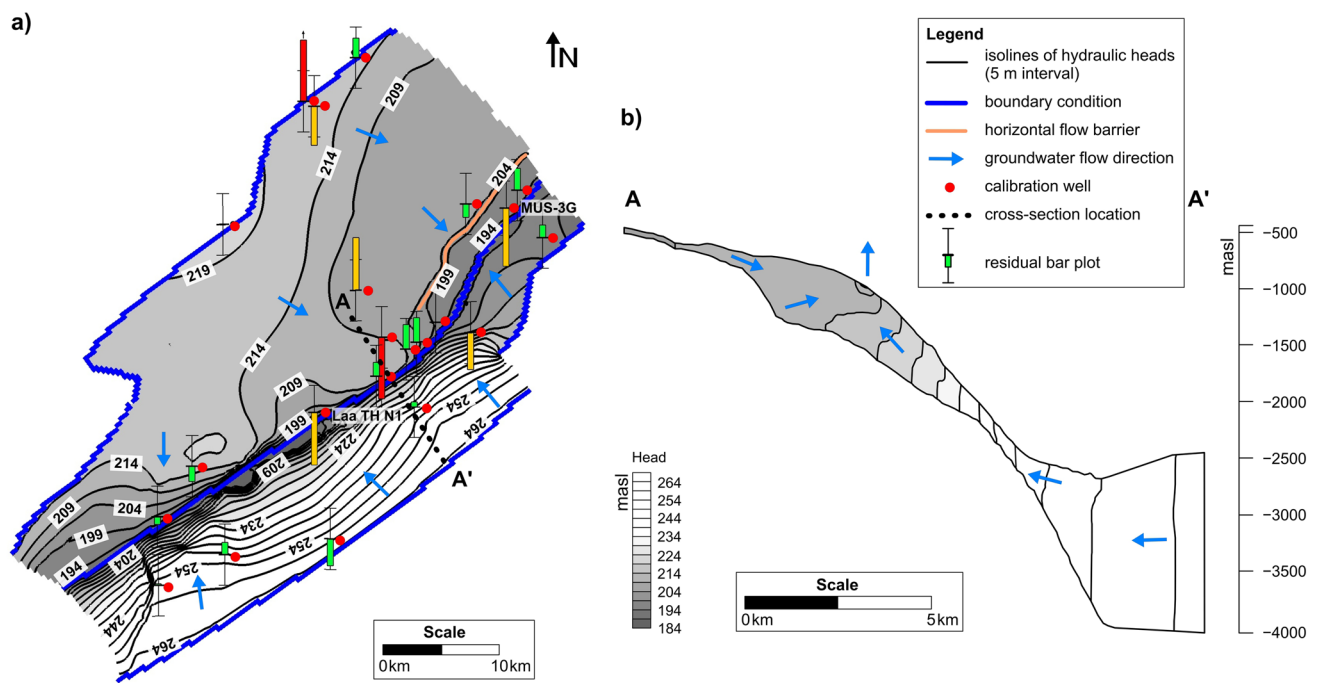 a)
N
209
214
204
MUS-3G
194
219
199
A
214
209
199
Laa TH N1
254
224
264
214
209
A'
209
204
234
199
254
194
204
254
244
264
Scale
0km 10km
b)
Legend
isolines of hydraulic heads
(5 m interval)
boundary condition
horizontal flow barrier
groundwater flow direction
calibration well
cross-section location
residual bar plot
A A'
masl
−500
−1000
−1500
−2000
−2500
−3000
−3500
−4000
Head
masl
264
254
244
234
224
214
204
194
184
Scale
0km 5km